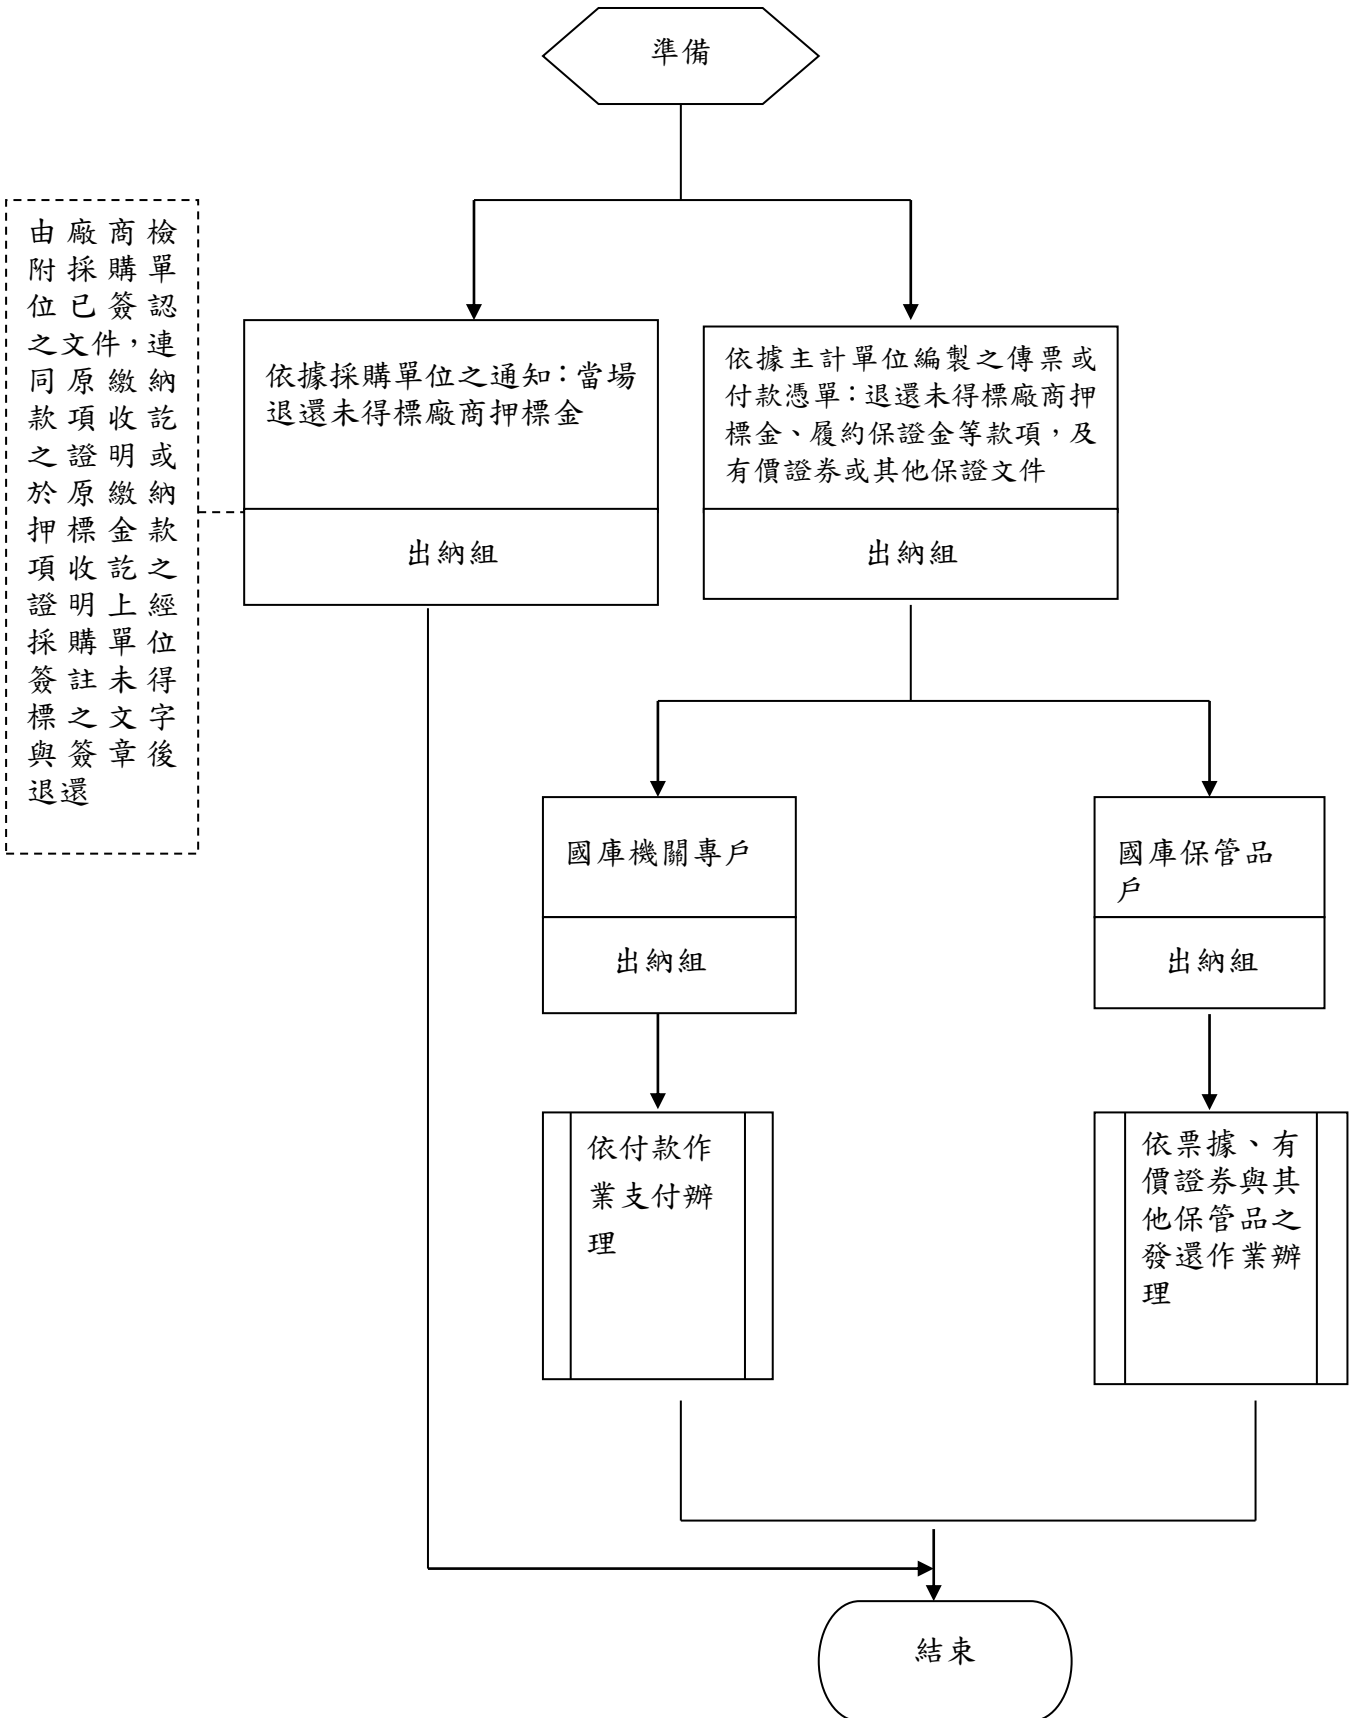 準備
由廠商檢
附採購單
位已簽認
之文件，連
同原繳納
款項收訖
之證明或
於原繳納
押標金款
項收訖之
證明上經
採購單位
簽註未得
標之文字
與簽章後
退還
依據採購單位之通知：當場
退還未得標廠商押標金
出納組
依據主計單位編製之傳票或
付款憑單：退還未得標廠商押
標金、履約保證金等款項，及
有價證券或其他保證文件
出納組
國庫機關專戶
出納組
國庫保管品
戶
出納組
依付款作
業支付辦
理
依票據、有
價證券與其
他保管品之
發還作業辦
理
結束